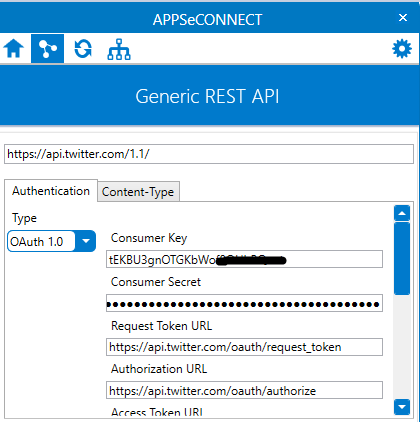 APPSeCONNECT
Generic REST API
https://api.twitter.com/1.1/
Authentication
Content-Type
Type
OAuth 1.0
Consumer Key
Consumer Secret
Request Token URL
https://api.twitter.com/oauth/request_token
Authorization URL
https://api.twitter.com/oauth/authorize
Access Token URL